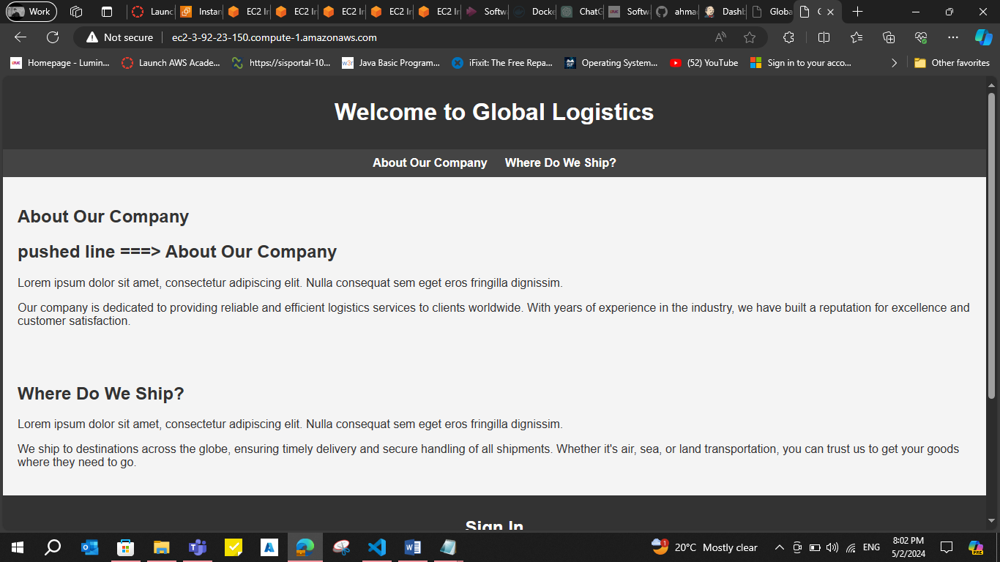 Work
Launc
Instan
EC2 In
EC2 In
EC2 In
EC2 In
EC2 In
Softw
Docke
ChatG
Softw
ahmad
Dashb
Globa
Not secure
ec2-3-92-23-150.compute-1.amazonaws.com
Homepage - Lumin...
Launch AWS Acade...
https://sisportal-10...
w3r
Java Basic Program...
iFixit: The Free Repa...
Operating System...
(52) YouTube
Sign in to your acco...
Other favorites
Welcome to Global Logistics
About Our Company Where Do We Ship?
About Our Company
pushed line ===> About Our Company
Lorem ipsum dolor sit amet, consectetur adipiscing elit. Nulla consequat sem eget eros fringilla dignissim.
Our company is dedicated to providing reliable and efficient logistics services to clients worldwide. With years of experience in the industry, we have built a reputation for excellence and
customer satisfaction.
Where Do We Ship?
Lorem ipsum dolor sit amet, consectetur adipiscing elit. Nulla consequat sem eget eros fringilla dignissim.
We ship to destinations across the globe, ensuring timely delivery and secure handling of all shipments. Whether it's air, sea, or land transportation, you can trust us to get your goods
where they need to go.
Sign In
20°C Mostly clear
ENG
8:02 PM
5/2/2024